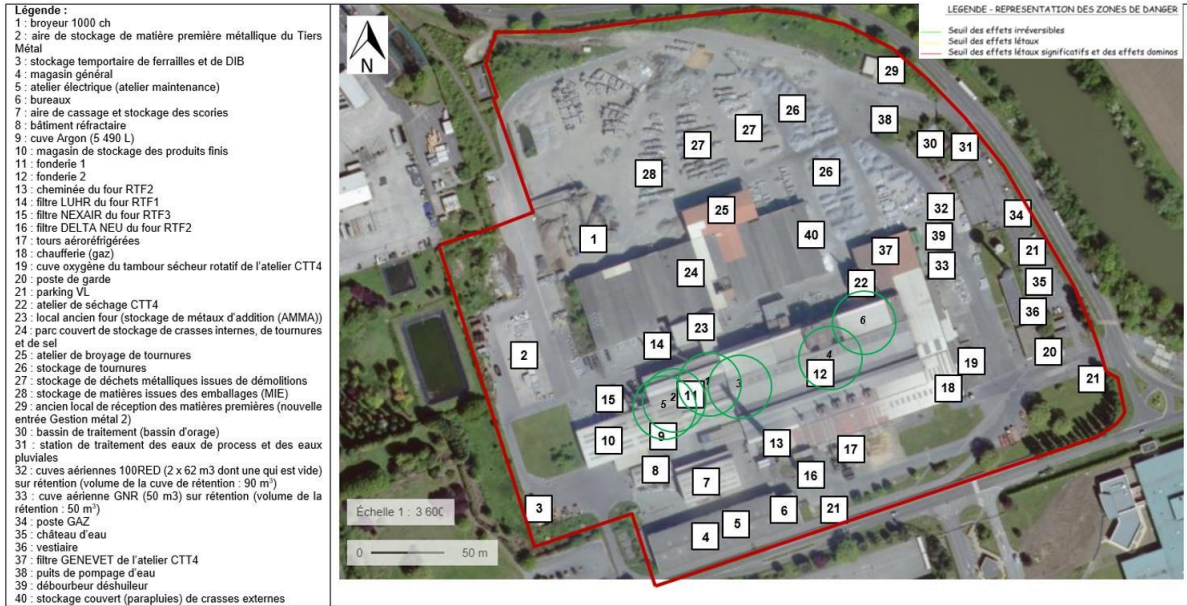 Légende :
1 : broyeur 1000 ch
2 : aire de stockage de matière première métallique du Tiers
Métal
3 : stockage temportaire de ferrailles et de DIB
4 : magasin général
5 : atelier électrique (atelier maintenance)
6 : bureaux
7 : aire de cassage et stockage des scories
8 : bâtiment réfractaire
9 : cuve Argon (5 490 L)
10 : magasin de stockage des produits finis
11 : fonderie 1
12 : fonderie 2
13 : cheminée du four RTF2
14 : filtre LUHR du four RTF1
15 : filtre NEXAIR du four RTF3
16 : filtre DELTA NEU du four RTF2
17 : tours aéroréfrigérées
18 : chaufferie (gaz)
19 : cuve oxygène du tambour sécheur rotatif de l'atelier CTT4
20 : poste de garde
21 : parking VL
22 : atelier de séchage CTT4
23 : local ancien four (stockage de métaux d'addition (AMMA))
24 : parc couvert de stockage de crasses internes, de tournures
et de sel
25 : atelier de broyage de tournures
26 : stockage de tournures
27 : stockage de déchets métalliques issues de démolitions
28 : stockage de matières issues des emballages (MIE)
29 : ancien local de réception des matières premières (nouvelle
entrée Gestion métal 2)
30 : bassin de traitement (bassin d'orage)
31 : station de traitement des eaux de process et des eaux
pluviales
32 : cuves aériennes 100RED (2 x 62 m3 dont une qui est vide)
sur rétention (volume de la cuve de rétention : 90 m³)
33 : cuve aérienne GNR (50 m3) sur rétention (volume de la
rétention : 50 m³)
34 : poste GAZ
35 : château d'eau
36 : vestiaire
37 : filtre GENEVET de l'atelier CTT4
38 : puits de pompage d'eau
39 : débourbeur déshuileur
40 : stockage couvert (parapluies) de crasses externes
N
LEGENDE - REPRESENTATION DES ZONES DE DANGER
Seuil des effets irréversibles
Seuil des effets létaux
Seuil des effets létaux significatifs et des effets dominos
29
26
38
27
27
30
31
28
26
25
32
34
1
40
39
37
21
33
24
22
35
36
6
23
14
20
2
4
19
12
1
3
21
18
2
11
15
5
9
10
13
17
8
16
7
3
6
21
5
4
Échelle 1 : 3 600
0 50 m